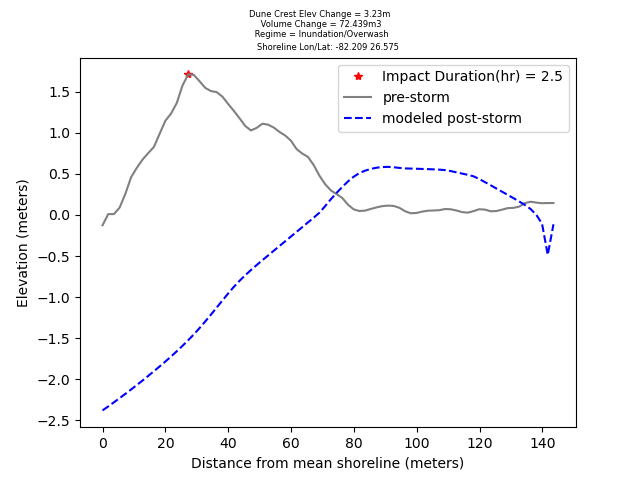 Dune Crest Elev Change = 3.23m
Volume Change = 72.439m3
Regime = Inundation/Overwash
Shoreline Lon/Lat: -82.209 26.575
Impact Duration(hr) = 2.5
pre-storm
modeled post-storm
Elevation (meters)
1.5
1.0
0.5
0.0
−0.5
−1.0
−1.5
−2.0
−2.5
0 20 40 60 80 100 120 140
Distance from mean shoreline (meters)